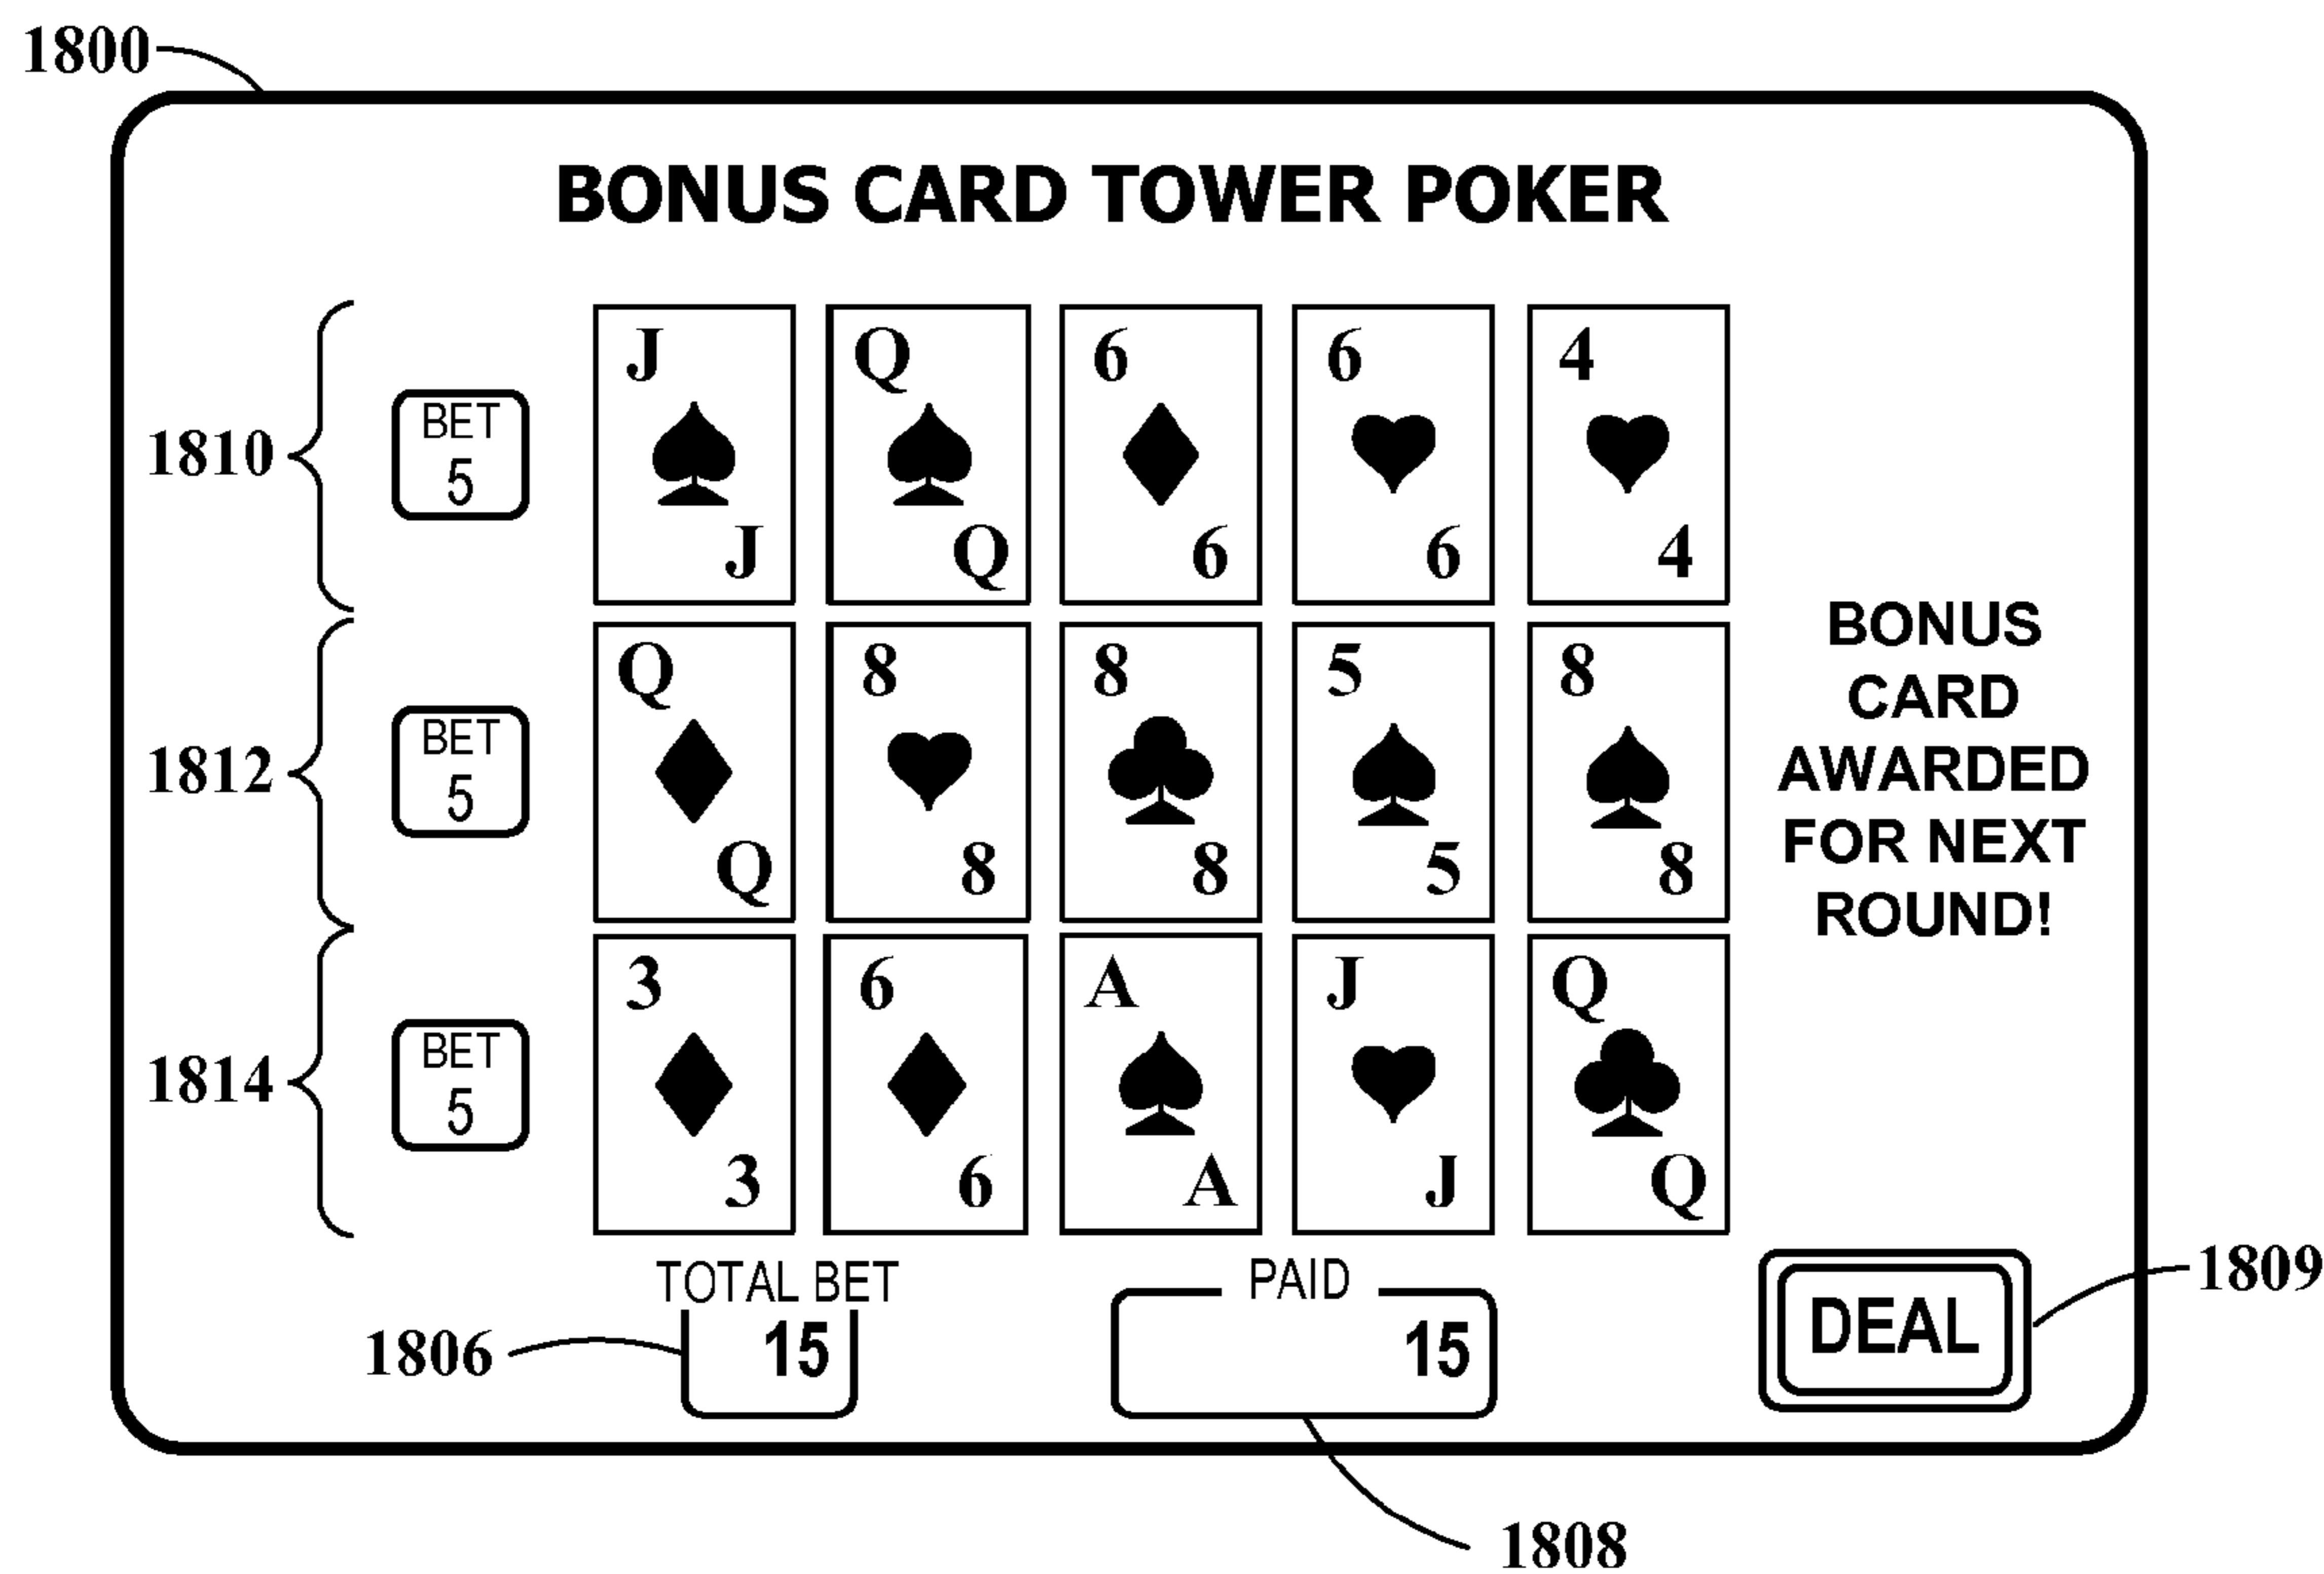 1800
BONUS CARD TOWER POKER
J Q 6 6 4
BET
1810
5
J Q 6 6 4
Q 8 8 5 8
BET
1812
5
Q 8 8 5 8
BONUS
CARD
AWARDED
FOR NEXT
ROUND!
3 6 A J Q
BET
1814
5
3 6 A J Q
TOTAL BET
1806
15
PAID
15
DEAL
1809
1808